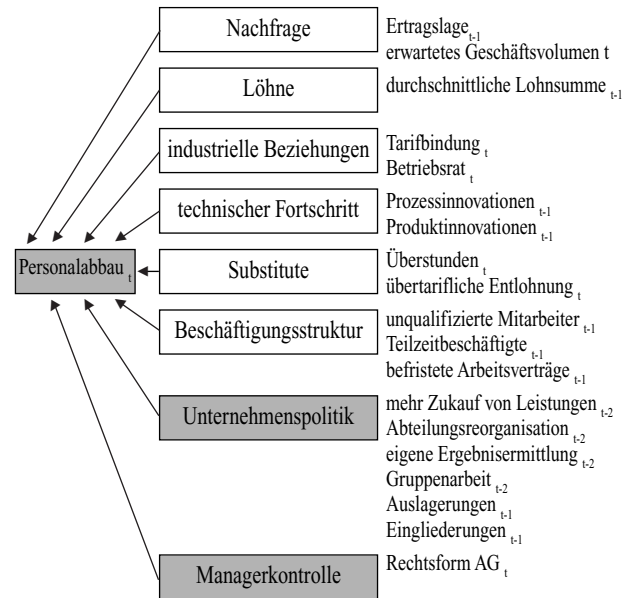 Nachfrage
Ertragslage t-1
erwartetes Geschäftsvolumen t
Löhne
durchschnittliche Lohnsumme t-1
industrielle Beziehungen
Tarifbindung t
Betriebsrat t
technischer Fortschritt
Prozessinnovationen t-1
Produktinnovationen t-1
Personalabbau t
Substitute
Überstunden t
übertarifliche Entlohnung t
Beschäftigungsstruktur
unqualifizierte Mitarbeiter t-1
Teilzeitbeschäftigte t-1
befristete Arbeitsverträge t-1
Unternehmenspolitik
mehr Zukauf von Leistungen t-2
Abteilungsreorganisation t-2
eigene Ergebnisermittlung t-2
Gruppenarbeit t-2
Auslagerungen t-1
Eingliederungen t-1
Managerkontrolle
Rechtsform AG t